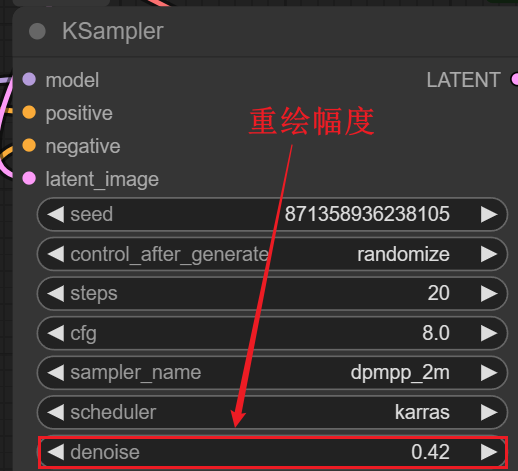 KSampler
model LATENT
positive
重绘幅度
negative
latent_image
seed 871358936238105
control_after_generate randomize
steps 20
cfg 8.0
sampler_name dpmpp_2m
scheduler karras
denoise 0.42